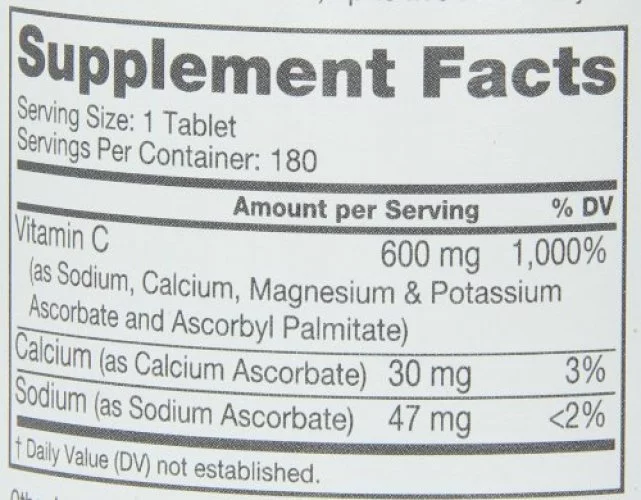 Supplement Facts
Serving Size: 1 Tablet
Servings Per Container: 180
Amount per Serving % DV
Vitamin C 600 mg 1,000%
(as Sodium, Calcium, Magnesium & Potassium
Ascorbate and Ascorbyl Palmitate)
Calcium (as Calcium Ascorbate) 30 mg 3%
Sodium (as Sodium Ascorbate) 47 mg <2%
† Daily Value (DV) not established.